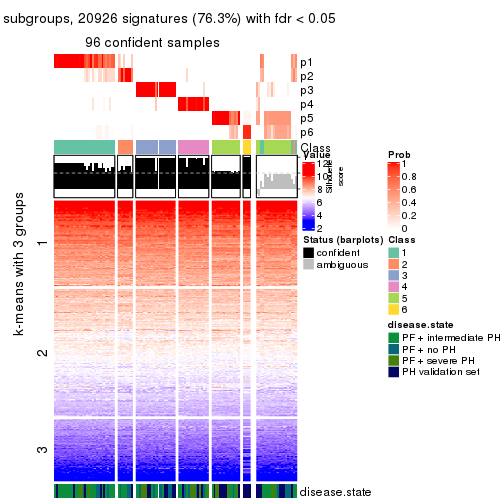 subgroups, 20926 signatures (76.3%) with fdr < 0.05
96 confident samples
p1
p2
p3
p4
p5
p6
Class
Silhouette
score
k-means with 3 groups
1
2
3
disease.state
Value
12
10
8
6
4
2
Status (barplots)
confident
ambiguous
Prob
1
0.8
0.6
0.4
0.2
0
Class
1
2
3
4
5
6
disease.state
PF + intermediate PH
PF + no PH
PF + severe PH
PH validation set